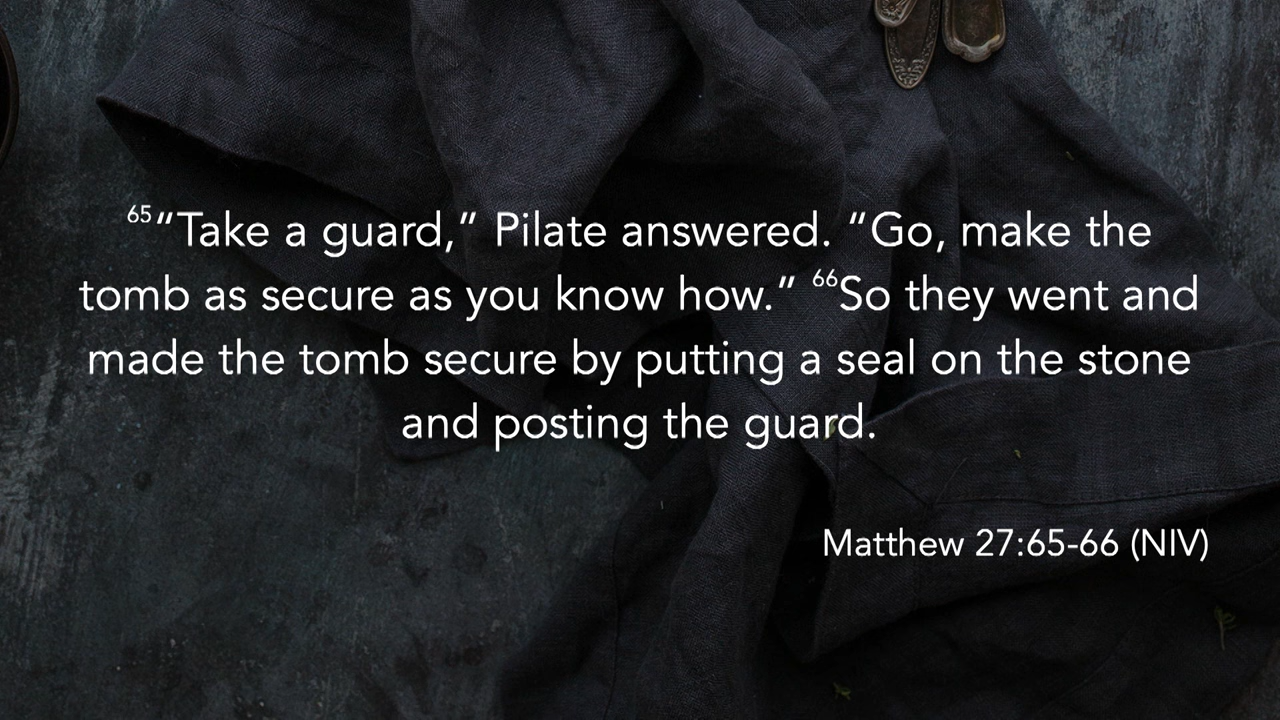 65“Take a guard,” Pilate answered. “Go, make the
tomb as secure as you know how.” 66So they went and
made the tomb secure by putting a seal on the stone
and posting the guard.
Matthew 27:65-66 (NIV)